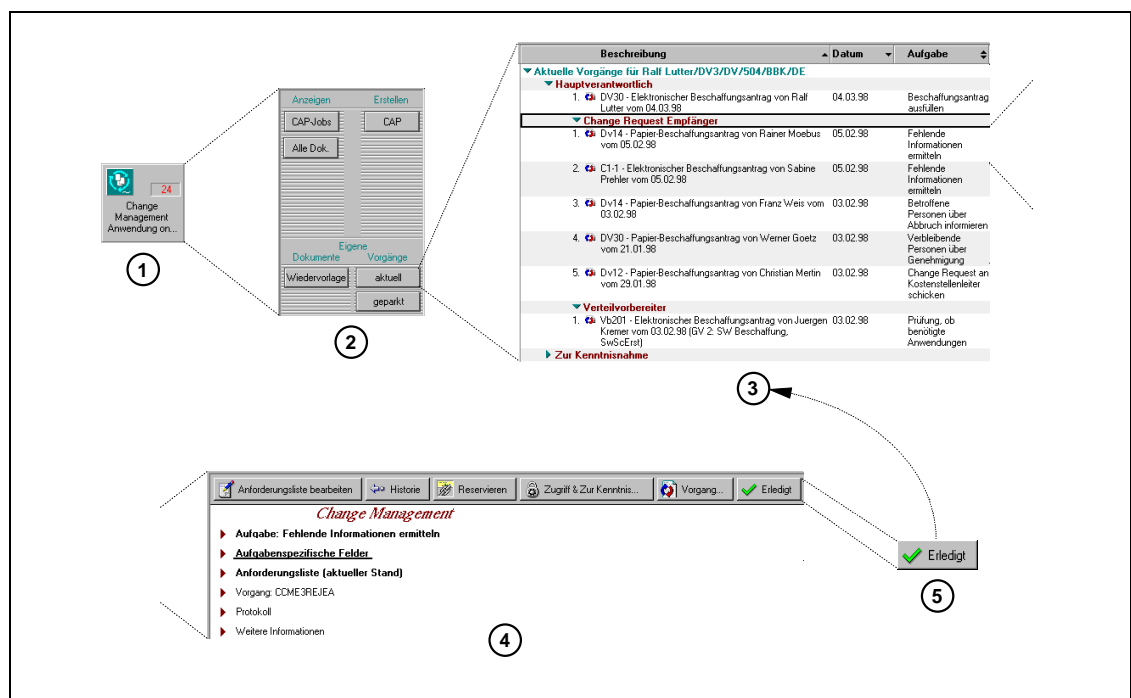 24
Change
Management
Anwendung on...
1
Anzeigen Erstellen
CAP-Jobs CAP
Alle Dok.
Eigene
Dokumente Vorgänge
Wiedervorlage aktuell
geparkt
2
Beschreibung Datum Aufgabe
Aktuelle Vorgänge für Ralf Lutter/DV3/DV/504/BBK/DE
Hauptverantwortlich
1. DV30 - Elektronischer Beschaffungsantrag von Ralf 04.03.98 Beschaffungsantrag
Lutter vom 04.03.98 ausfüllen
Change Request Empfänger
1. Dv14 - Papier-Beschaffungsantrag von Rainer Moebus 05.02.98 Fehlende
vom 05.02.98 Informationen
ermitteln
2. C1-1 - Elektronischer Beschaffungsantrag von Sabine 05.02.98 Fehlende
Prehler vom 05.02.98 Informationen
ermitteln
3. Dv14 - Papier-Beschaffungsantrag von Franz Weis vom 03.02.98 Betroffene
03.02.98 Personen über
Abbruch informieren
4. DV30 - Papier-Beschaffungsantrag von Werner Goetz 03.02.98 Verbleibende
vom 21.01.98 Personen über
Genehmigung
5. Dv12 - Papier-Beschaffungsantrag von Christian Mertin 03.02.98 Change Request an
vom 29.01.98 Kostenstellenleiter
schicken
Verteilvorbereiter
1. Vb201 - Elektronischer Beschaffungsantrag von Juergen 03.02.98 Prüfung, ob
Kremer vom 03.02.98 (GV 2: SW Beschaffung, benötigte
SwScErst) Anwendungen
Zur Kenntnisnahme
3
Anforderungsliste bearbeiten Historie Reservieren Zugriff & Zur Kenntnis... Vorgang... Erledigt
Change Management
Aufgabe: Fehlende Informationen ermitteln
Aufgabenspezifische Felder
Anforderungsliste (aktueller Stand)
Vorgang: CCME3REJEA
Protokoll
Weitere Informationen
4
Erledigt
5